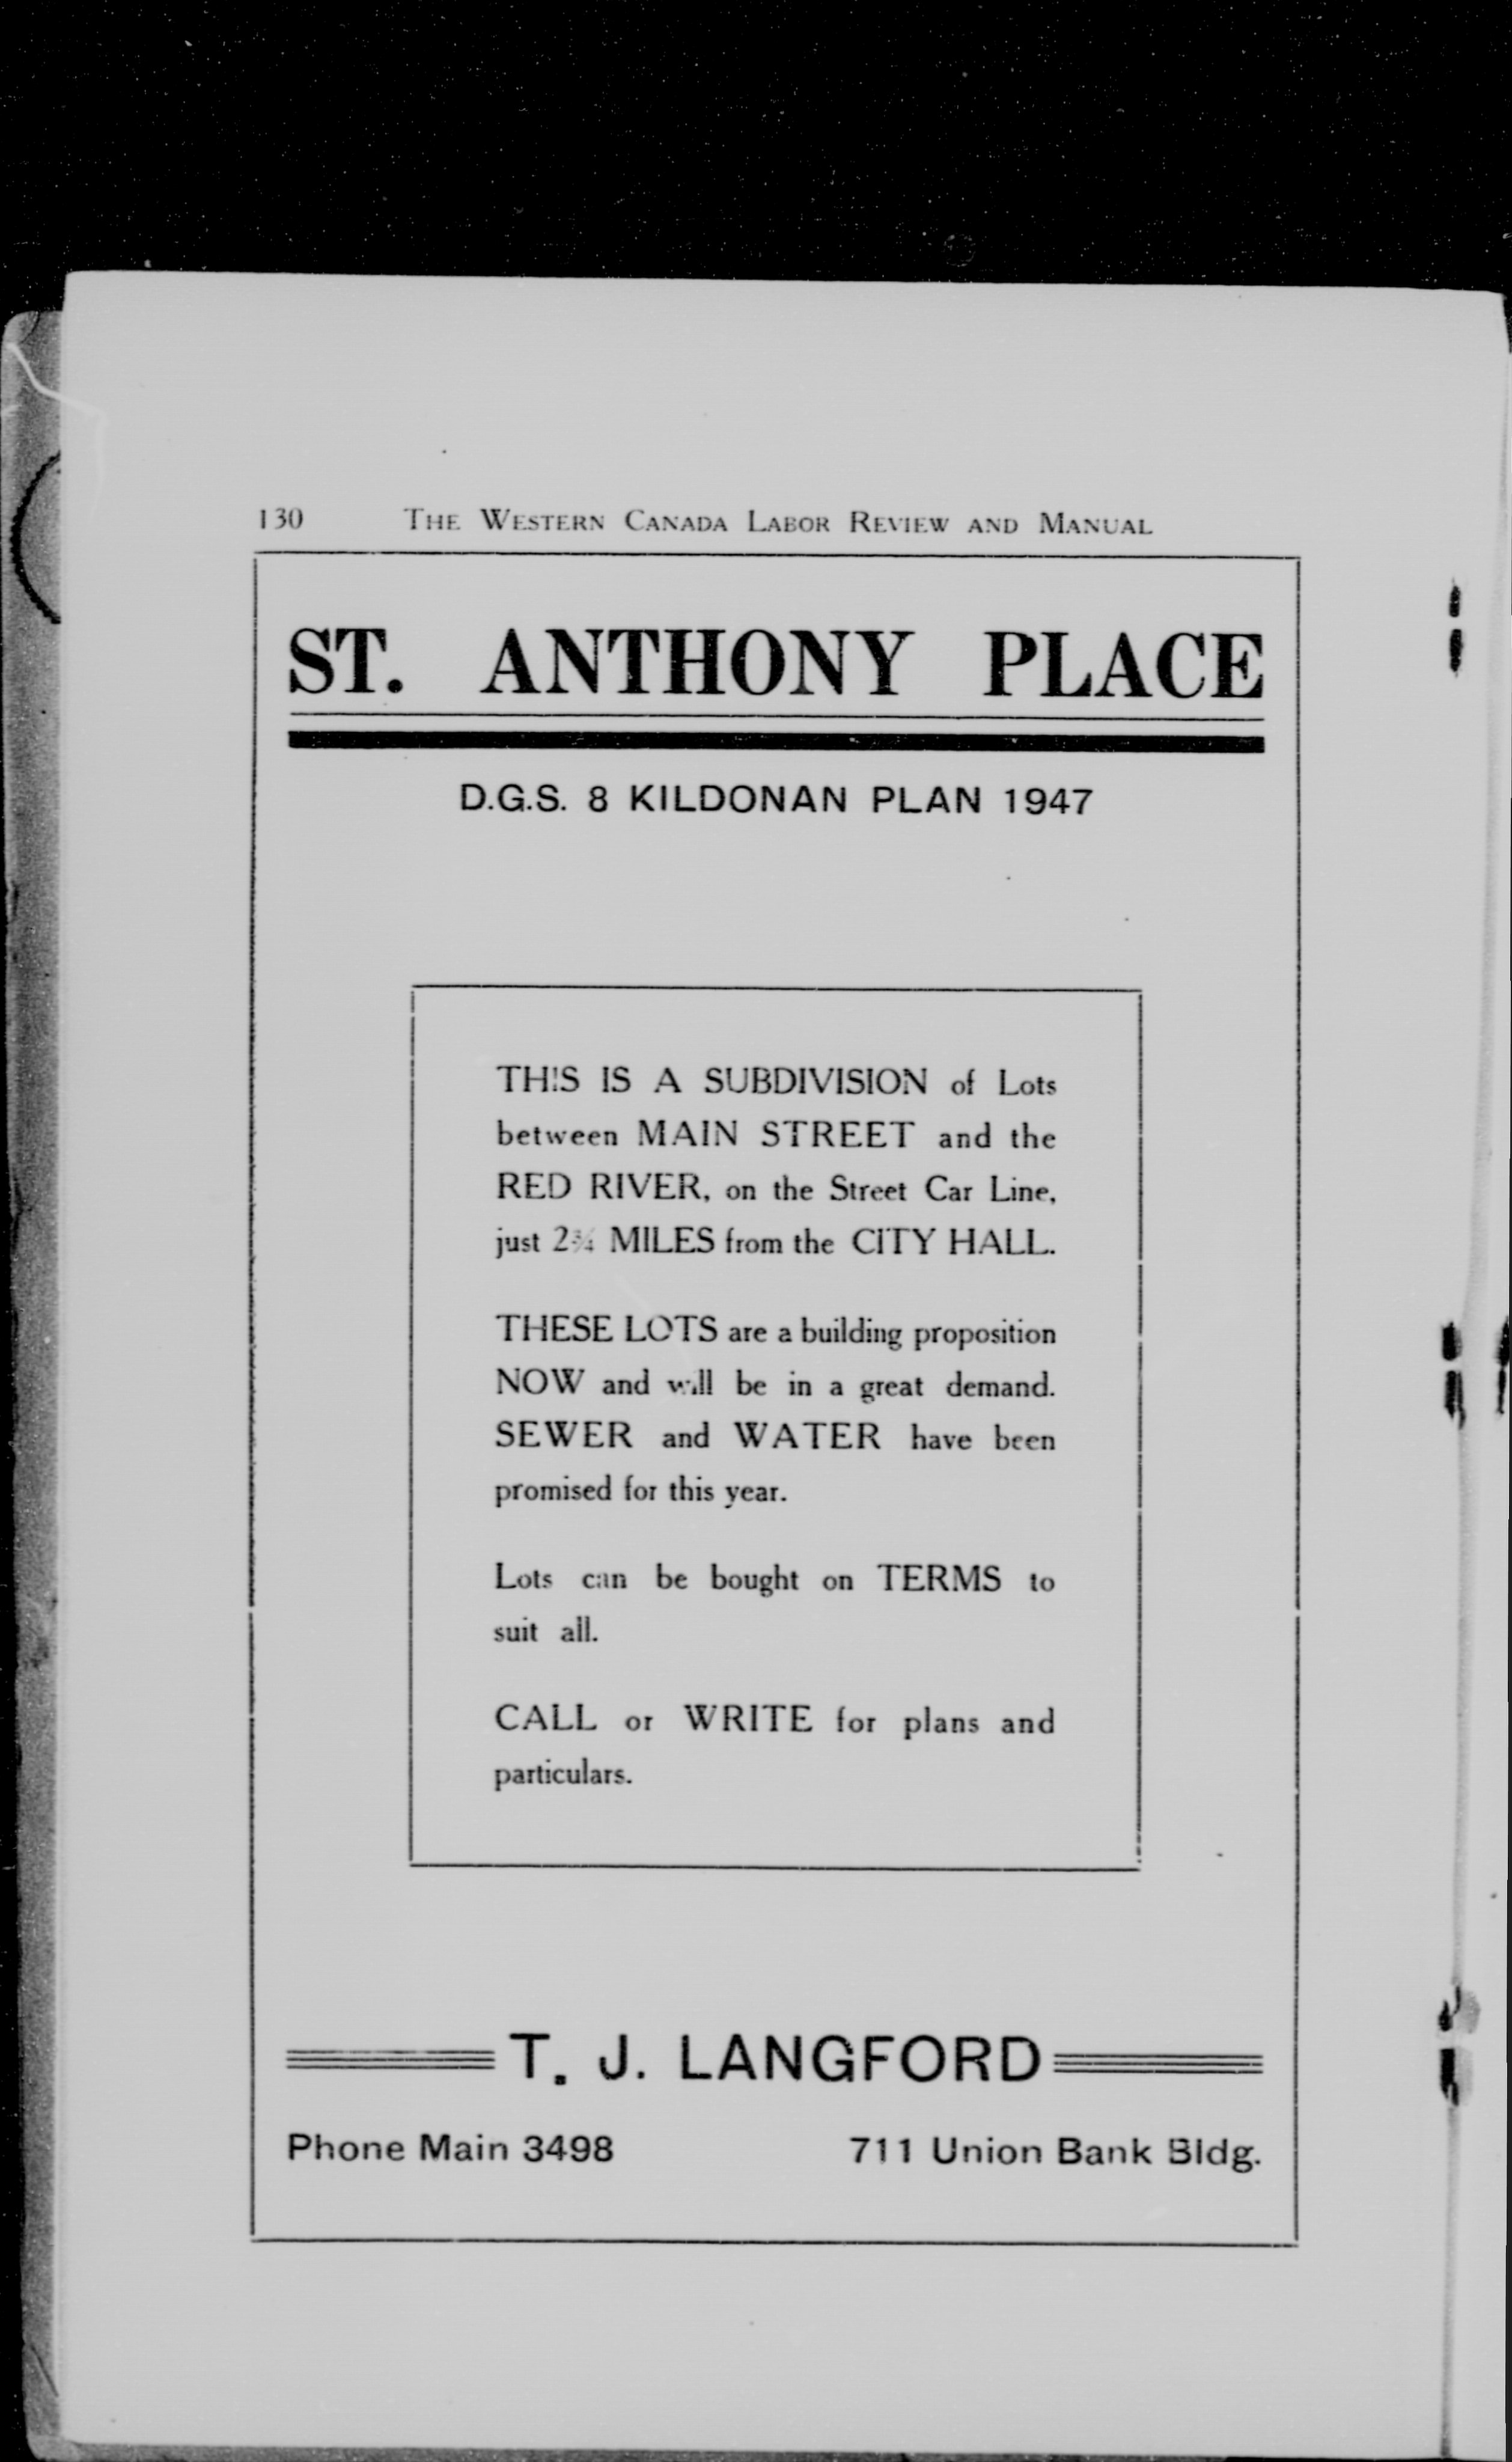 130 THE WESTERN CANADA LABOR REVIEW AND MANUAL
ST. ANTHONY PLACE
D.G.S. 8 KILDONAN PLAN 1947
THIS IS A SUBDIVISION of Lots
between MAIN STREET and the
RED RIVER, on the Street Car Line,
just 2¾ MILES from the CITY HALL.
THESE LOTS are a building proposition
NOW and will be in a great demand.
SEWER and WATER have been
promised for this year.
Lots can be bought on TERMS to
suit all.
CALL or WRITE for plans and
particulars.
T. J. LANGFORD
Phone Main 3498 711 Union Bank Bldg.